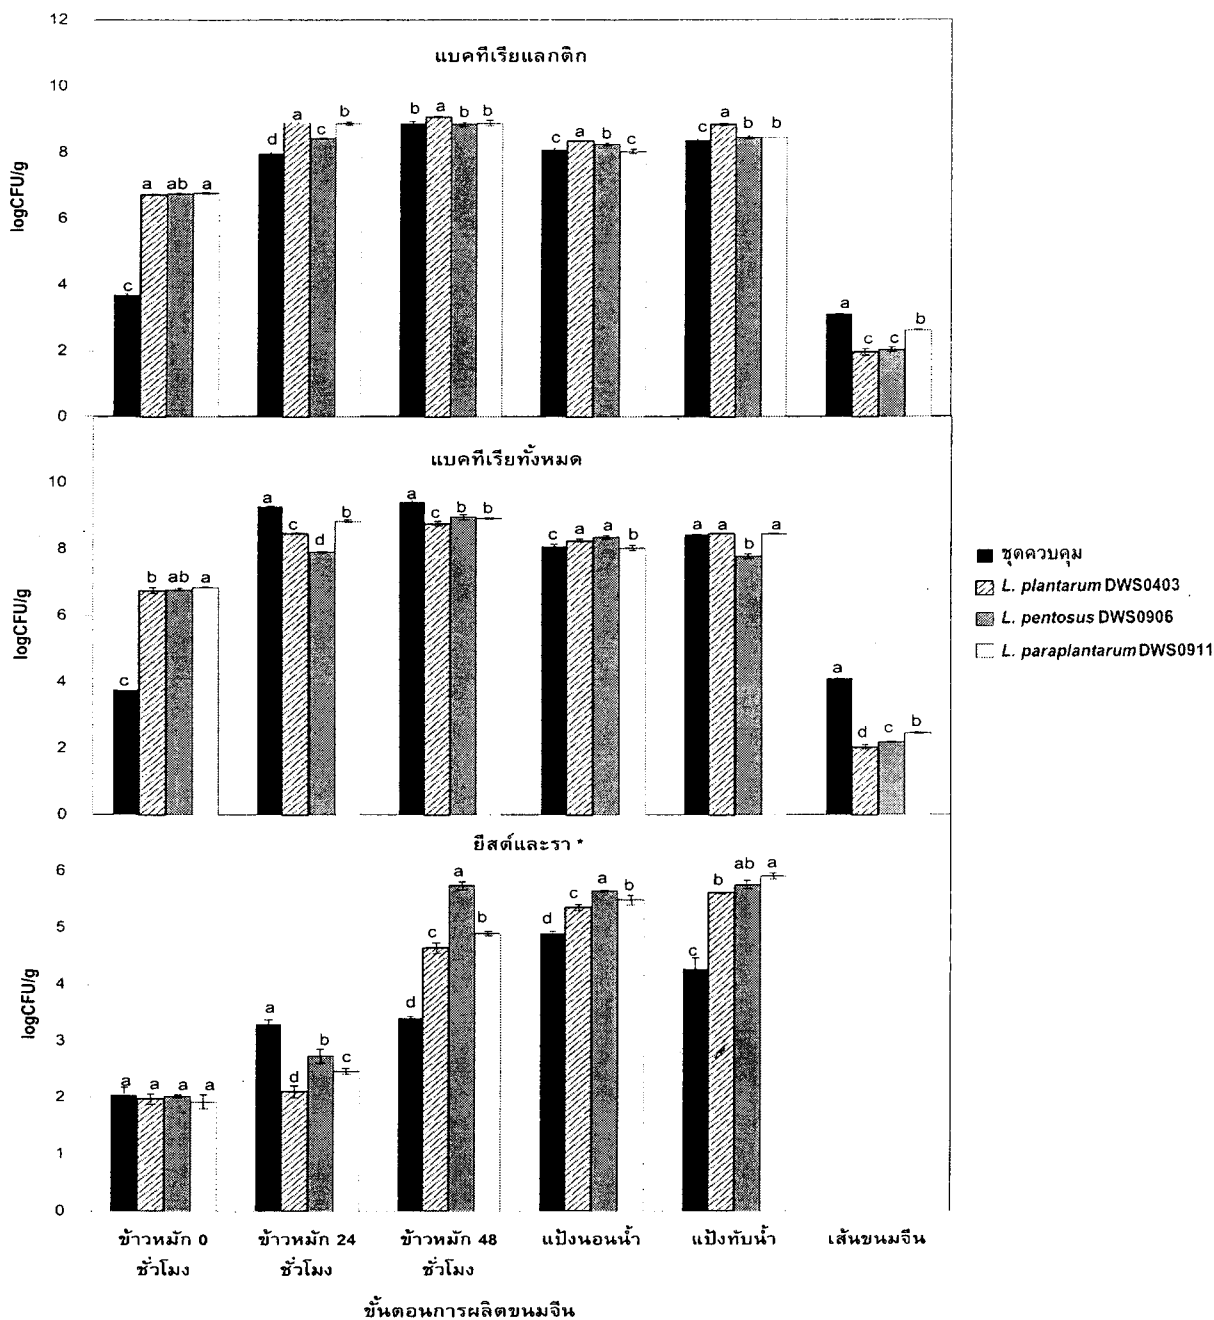 12
แบคทีเรียแลกติก
10
a b b a b b a
d c c a b c c b b
8
a ab a
logCFU/g
6
4
c a
b
2
c c
0
แบคทีเรียทั้งหมด
10
a a
c d b c b b c a a b a a b a
8
b ab a
logCFU/g
6
4
c a
d c b
2
0
ยีสต์และรา *
6
a a ab a
c b b
5
b d
c c
logCFU/g
4
a d
3
b
c
a a a a d
2
1
0
■ ชุดควบคุม
L. plantarum DWS0403
L. pentosus DWS0906
L. paraplantarum DWS0911
ข้าวหมัก 0 ข้าวหมัก 24 ข้าวหมัก 48 แป้งนอนน้ำ แป้งทับน้ำ เส้นขนมจีน
ชั่วโมง ชั่วโมง ชั่วโมง
ขั้นตอนการผลิตขนมจีน